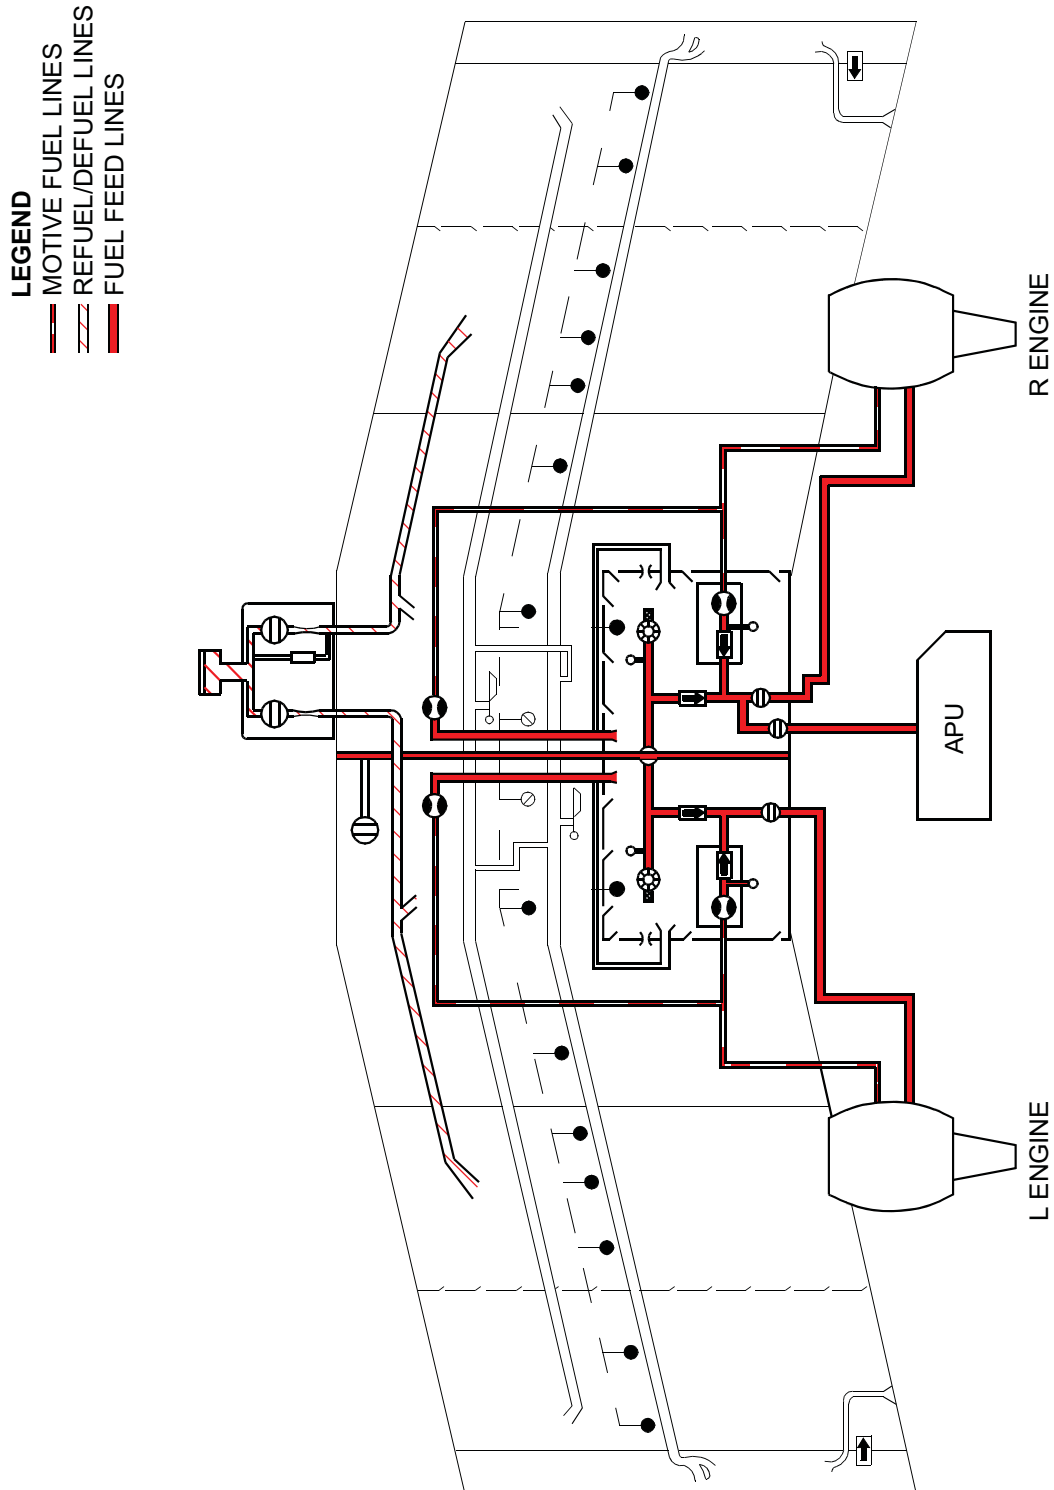 LEGEND
MOTIVE FUEL LINES
REFUEL/DEFUEL LINES
FUEL FEED LINES
R ENGINE
APU
L ENGINE